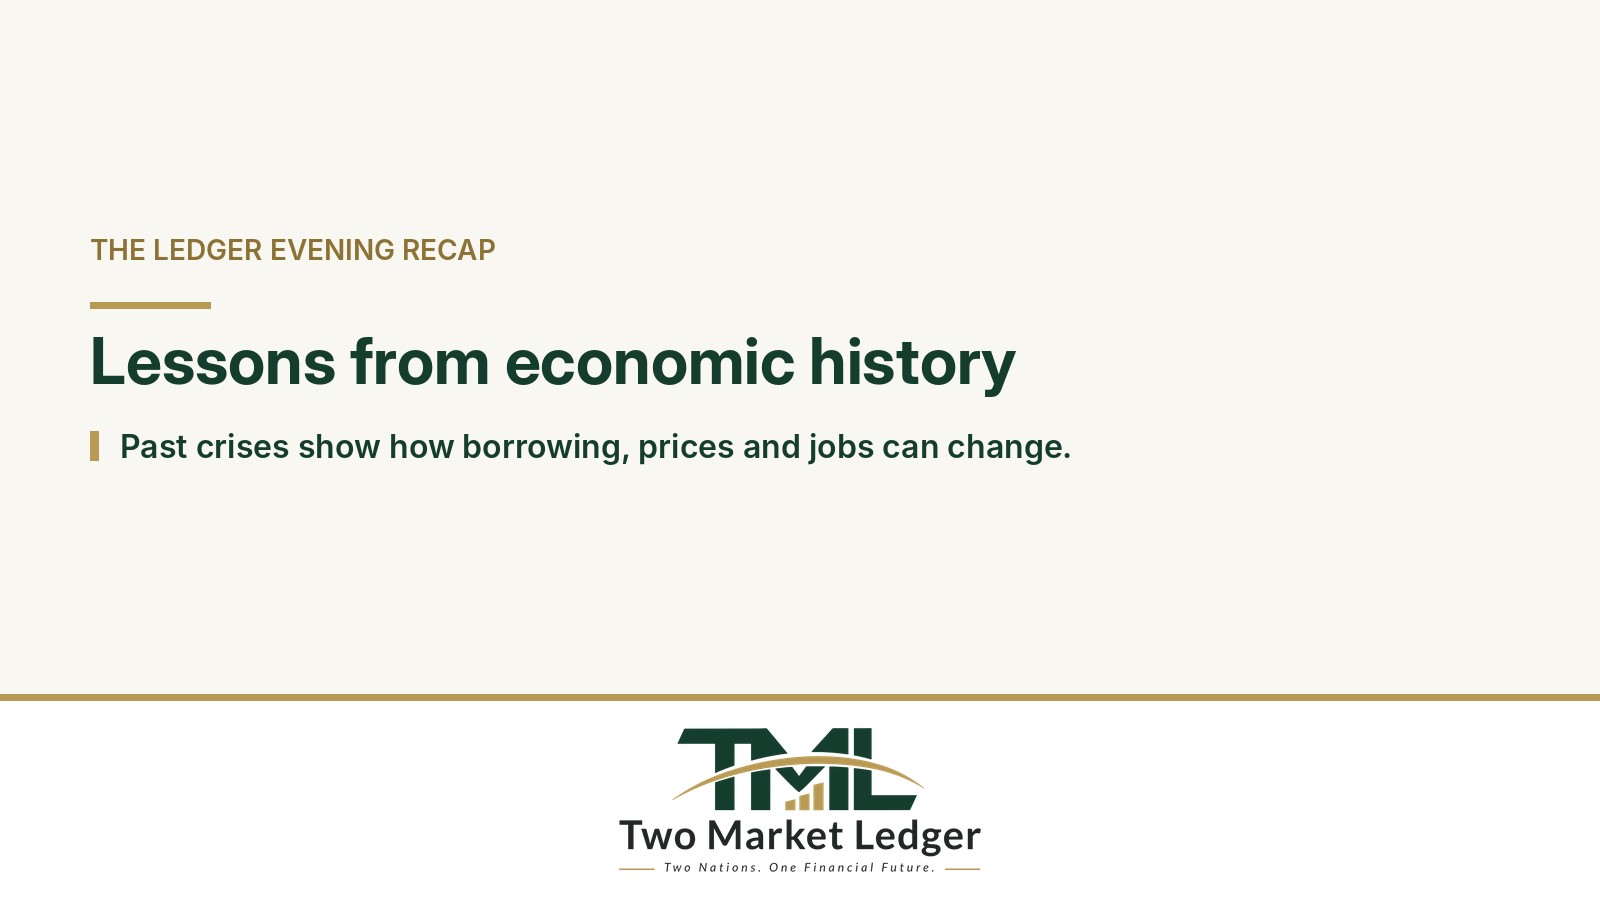 THE LEDGER EVENING RECAP
Lessons from economic history
Past crises show how borrowing, prices and jobs can change.
TML
Two Market Ledger
Two Nations. One Financial Future.